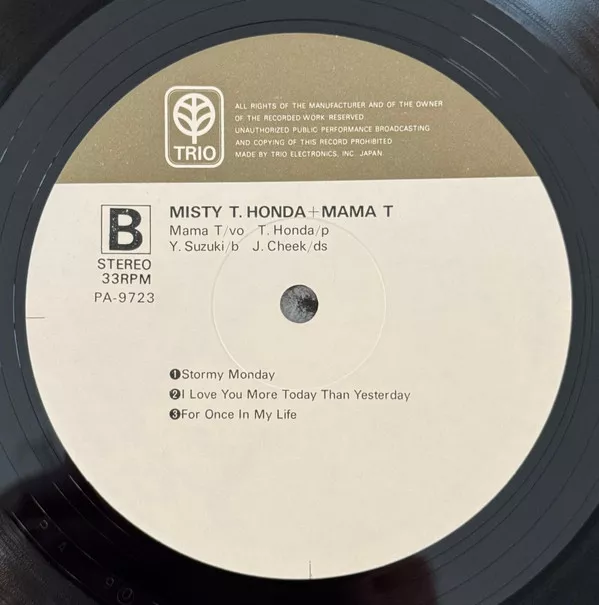 TRIO
ALL RIGHTS OF THE MANUFACTURER AND OF THE OWNER
OF THE RECORDED WORK RESERVED
UNAUTHORIZED PUBLIC PERFORMANCE BROADCASTING
AND COPYING OF THIS RECORD PROHIBITED
MADE BY TRIO ELECTRONICS, INC. JAPAN
B
STEREO
33RPM
PA-9723
MISTY T. HONDA+MAMA T
Mama T/vo T. Honda/p
Y. Suzuki/b J. Cheek/ds
❶Stormy Monday
❷I Love You More Today Than Yesterday
❸For Once In My Life